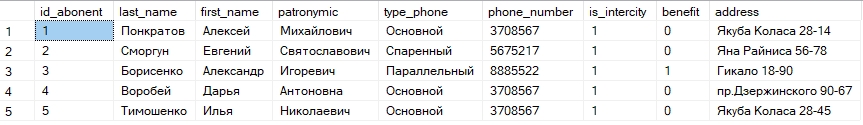 id_abonent last_name first_name patronymic type_phone phone_number is_intercity benefit address
1 1 Понкратов Алексей Михайлович Основной 3708567 1 0 Якуба Коласа 28-14
2 2 Сморгун Евгений Святославович Спаренный 5675217 1 0 Яна Райниса 56-78
3 3 Борисенко Александр Игоревич Параллельный 8885522 1 1 Гикало 18-90
4 4 Воробей Дарья Антоновна Основной 3708567 1 0 пр.Дзержинского 90-67
5 5 Тимошенко Илья Николаевич Основной 3708567 1 0 Якуба Коласа 28-45